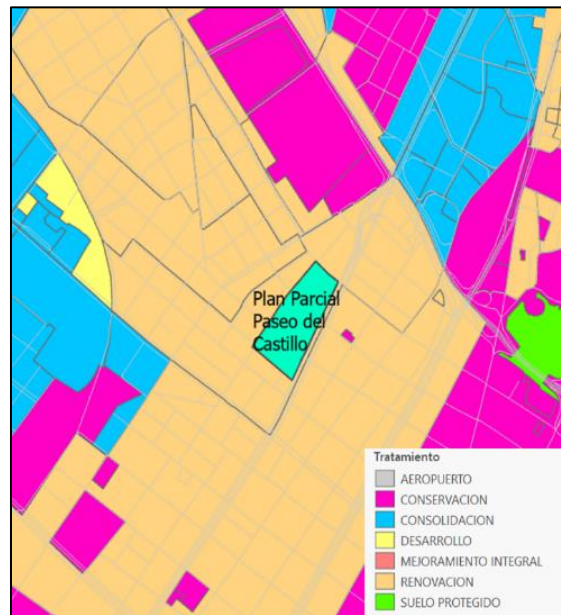 Plan Parcial
Paseo del
Castillo
Tratamiento
AEROPUERTO
CONSERVACION
CONSOLIDACION
DESARROLLO
MEJORAMIENTO INTEGRAL
RENOVACION
SUELO PROTEGIDO